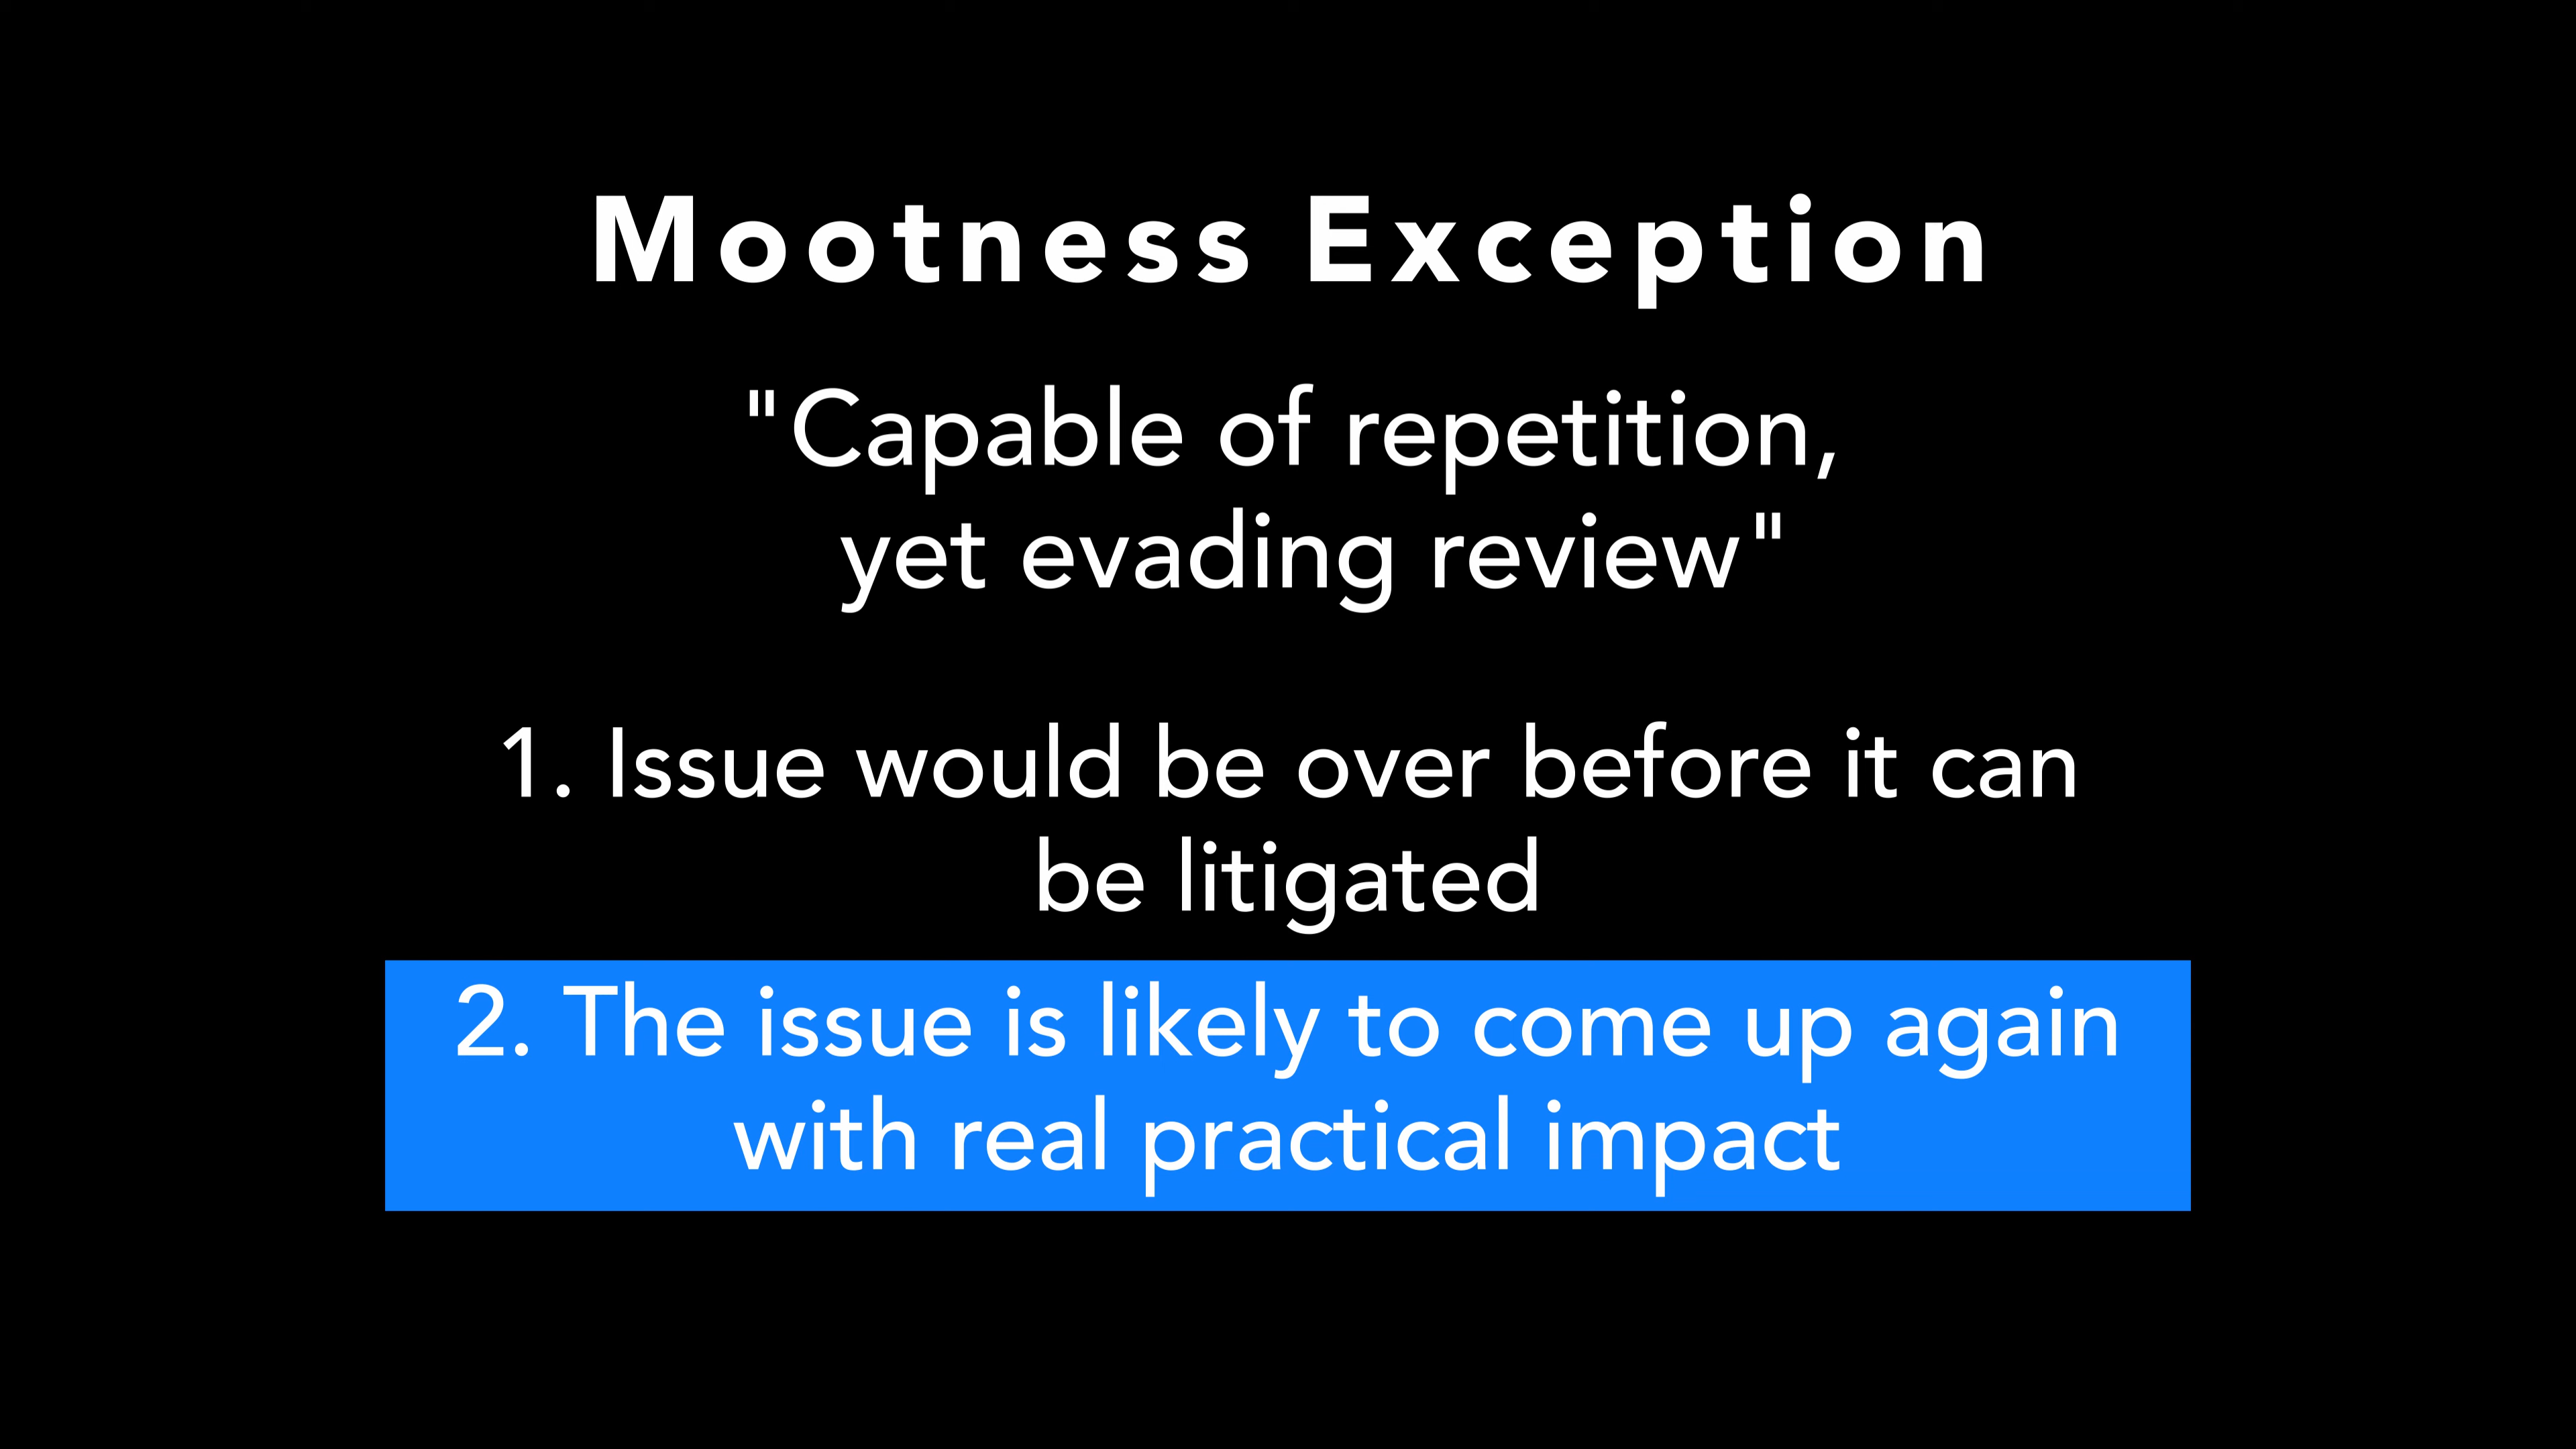 Mootness Exception
"Capable of repetition,
yet evading review"
1. Issue would be over before it can
be litigated
2. The issue is likely to come up again
with real practical impact